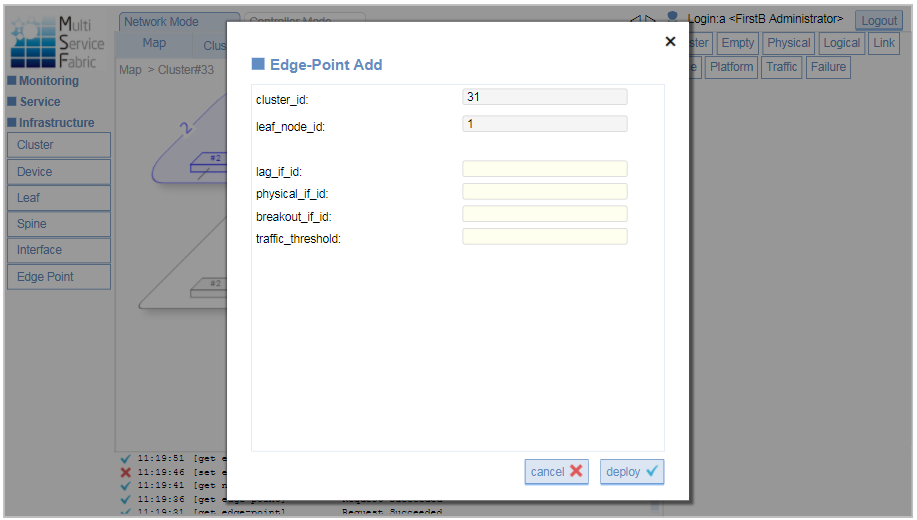 Multi
Service
Fabric
Network Mode
Controller Mode
Login:a <FirstB Administrator>
Logout
Map
Empty
Physical
Logical
Link
Platform
Traffic
Failure
Map > Cluster#33
Monitoring
Service
Infrastructure
Cluster
Device
Leaf
Spine
Interface
Edge Point
2
#2
#2
Edge-Point Add
cluster_id: 31
leaf_node_id: 1
lag_if_id:
physical_if_id:
breakout_if_id:
traffic_threshold:
cancel
deploy
11:19:51 [get e
11:19:46 [set e
11:19:41 [get n
11:19:36 [get edge-point] Request Succeeded
11:19:31 [get edge-point] Request Succeeded